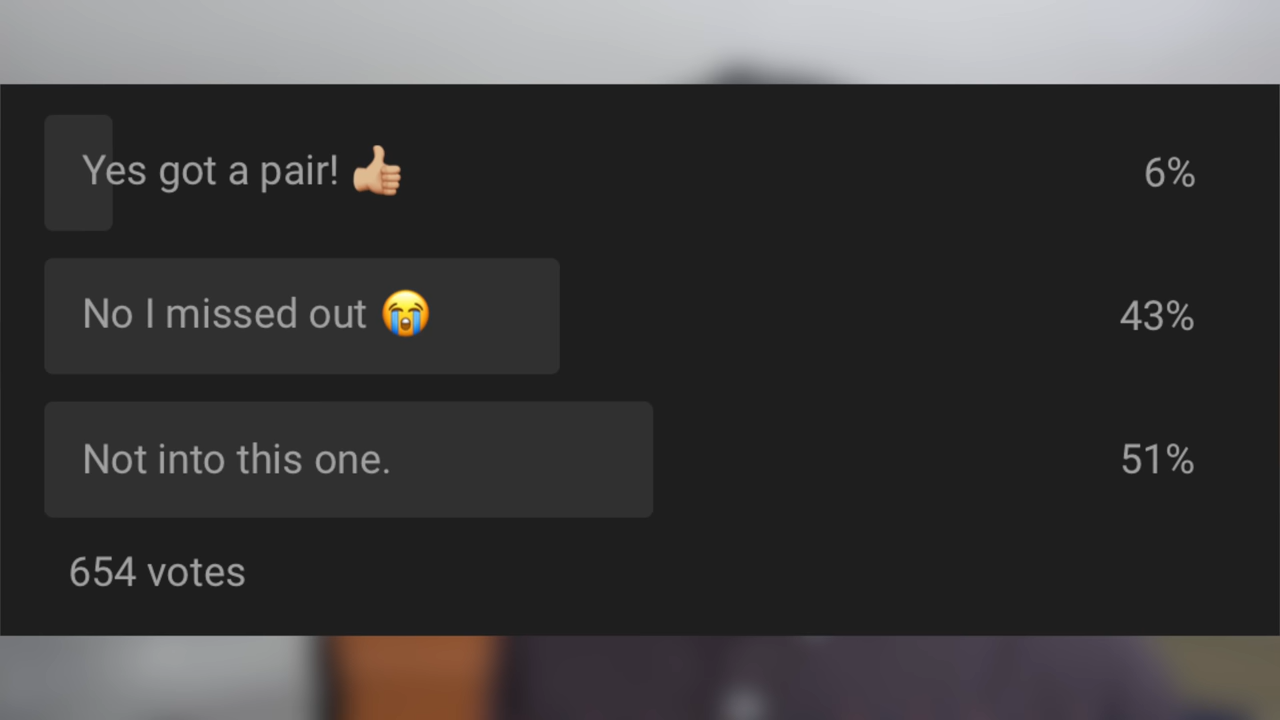 Yes got a pair! 👍🏼 6%
No I missed out 😭 43%
Not into this one. 51%
654 votes